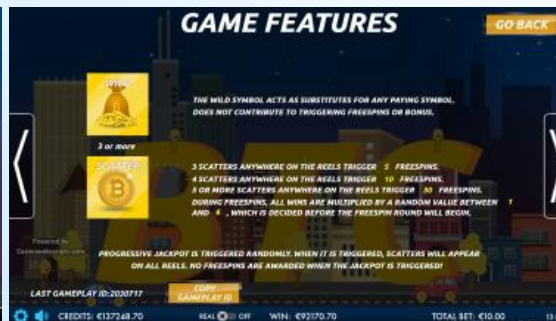 GAME FEATURES
GO BACK
WILD
THE WILD SYMBOL ACTS AS SUBSTITUTES FOR ANY PAYING SYMBOL.
DOES NOT CONTRIBUTE TO TRIGGERING FREESPINS OR BONUS.
3 or more
SCATTER
3 SCATTERS ANYWHERE ON THE REELS TRIGGER 5 FREESPINS.
4 SCATTERS ANYWHERE ON THE REELS TRIGGER 10 FREESPINS.
5 OR MORE SCATTERS ANYWHERE ON THE REELS TRIGGER 30 FREESPINS.
DURING FREESPINS, ALL WINS ARE MULTIPLIED BY A RANDOM VALUE BETWEEN 1
AND 6 , WHICH IS DECIDED BEFORE THE FREESPIN ROUND WILL BEGIN.
BTC
Powered by
PROGRESSIVE JACKPOT IS TRIGGERED RANDOMLY. WHEN IT IS TRIGGERED, SCATTERS WILL APPEAR
ON ALL REELS. NO FREESPINS ARE AWARDED WHEN THE JACKPOT IS TRIGGERED!
LAST GAMEPLAY ID:2030717
COPY
GAMEPLAY ID
CREDITS: €137248.70
REAL OFF
WIN: €92170.70
TOTAL BET: €10.00